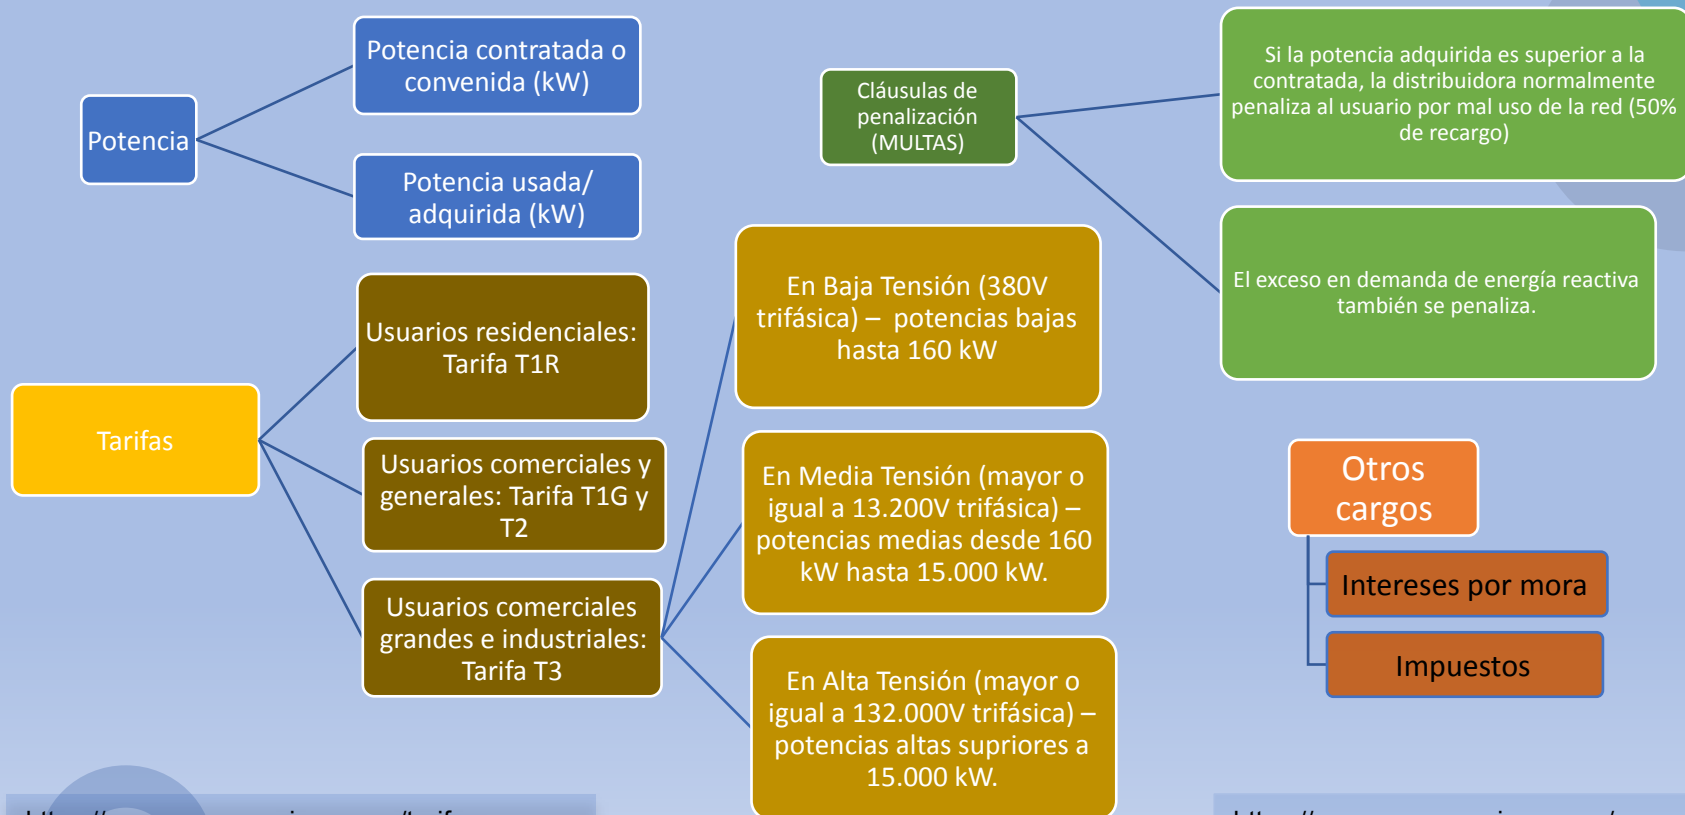 Potencia
Potencia contratada o
convenida (kW)
Potencia usada/
adquirida (kW)
Cláusulas de
penalización
(MULTAS)
Si la potencia adquirida es superior a la
contratada, la distribuidora normalmente
penaliza al usuario por mal uso de la red (50%
de recargo)
El exceso en demanda de energía reactiva
también se penaliza.
Tarifas
Usuarios residenciales:
Tarifa T1R
Usuarios comerciales y
generales: Tarifa T1G y
T2
Usuarios comerciales
grandes e industriales:
Tarifa T3
En Baja Tensión (380V
trifásica) – potencias bajas
hasta 160 kW
En Media Tensión (mayor o
igual a 13.200V trifásica) –
potencias medias desde 160
kW hasta 15.000 kW.
En Alta Tensión (mayor o
igual a 132.000V trifásica) –
potencias altas supriores a
15.000 kW.
Otros
cargos
Intereses por mora
Impuestos